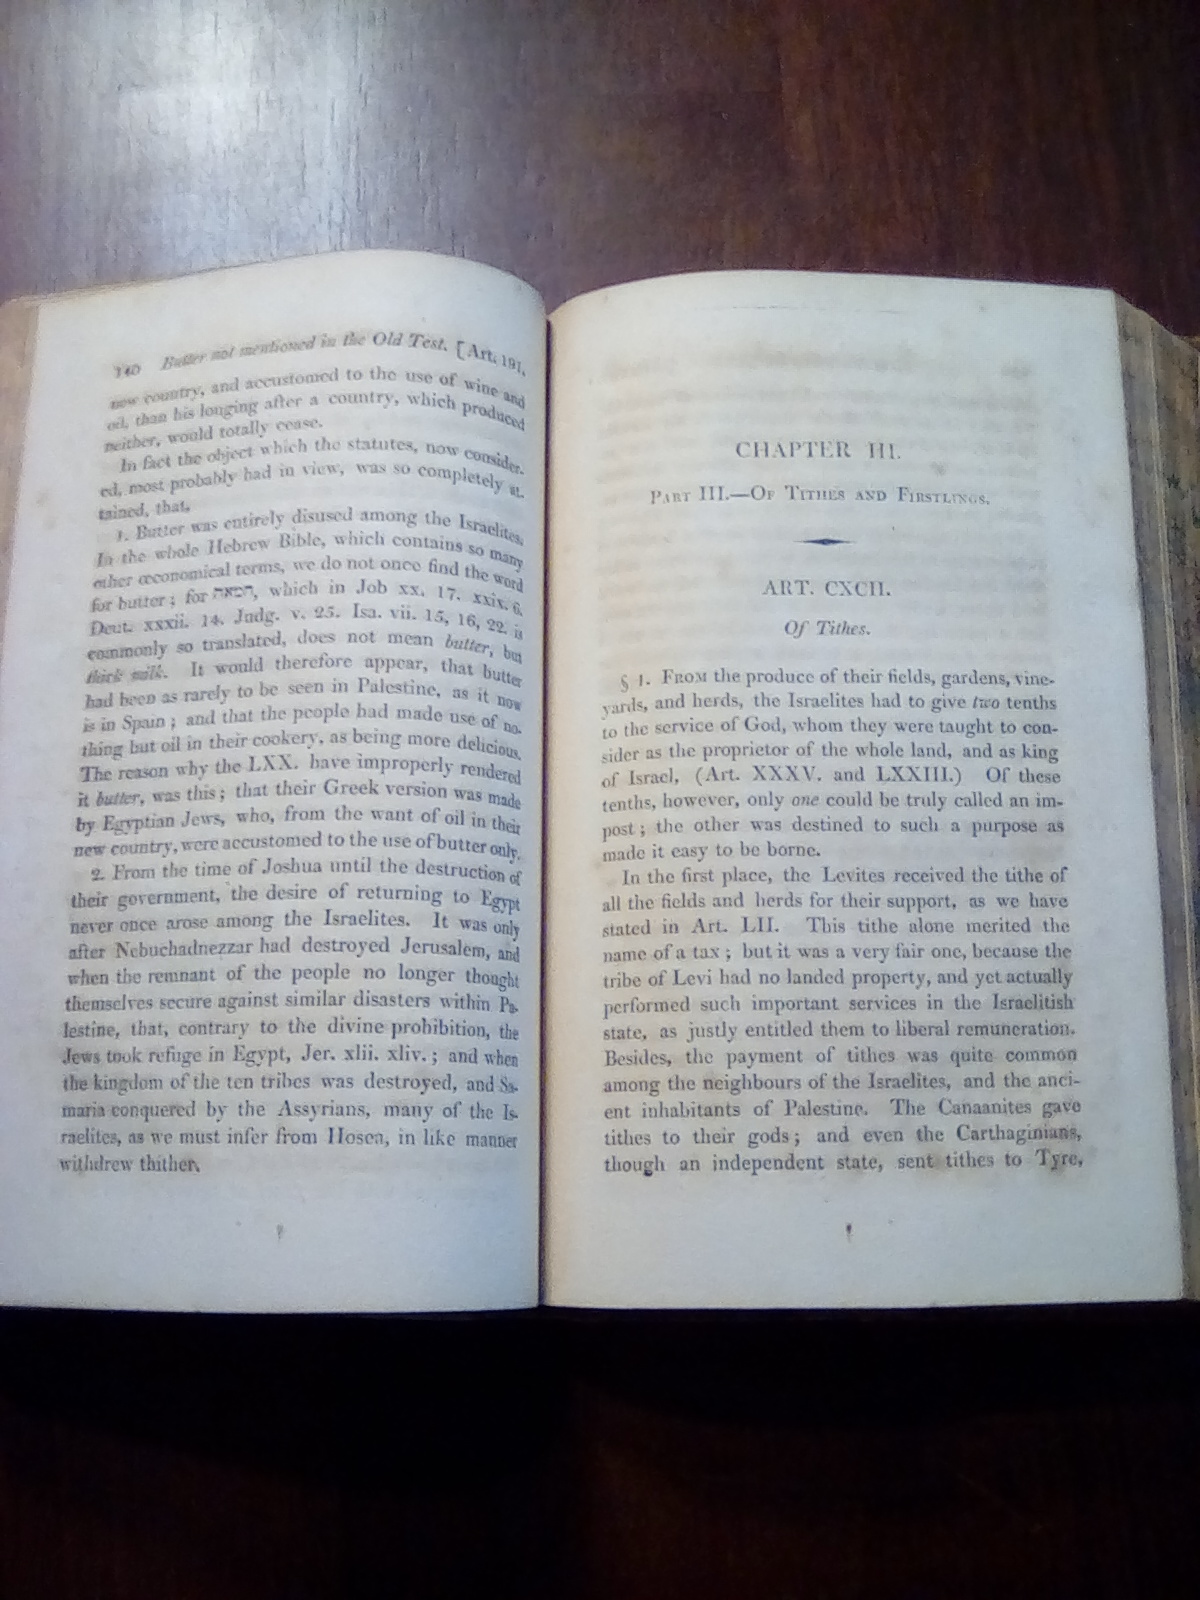 140 Butter not mentioned in the Old Test. [Art. 191.
now country, and accustomed to the use of wine and
oil, than his longing after a country, which produced
neither, would totally cease.
In fact the object which the statutes, now consider-
ed, most probably had in view, was so completely at-
tained, that,
1. Butter was entirely disused among the Israelites.
In the whole Hebrew Bible, which contains so many
other œconomical terms, we do not once find the word
for butter; for חמאה, which in Job xx. 17. xxix. 6.
Deut. xxxii. 14. Judg. v. 25. Isa. vii. 15, 16, 22. is
commonly so translated, does not mean butter, but
thick milk. It would therefore appear, that butter
had been as rarely to be seen in Palestine, as it now
is in Spain; and that the people had made use of no-
thing but oil in their cookery, as being more delicious.
The reason why the LXX. have improperly rendered
it butter, was this; that their Greek version was made
by Egyptian Jews, who, from the want of oil in their
new country, were accustomed to the use of butter only.
2. From the time of Joshua until the destruction of
their government, the desire of returning to Egypt
never once arose among the Israelites. It was only
after Nebuchadnezzar had destroyed Jerusalem, and
when the remnant of the people no longer thought
themselves secure against similar disasters within Pa-
lestine, that, contrary to the divine prohibition, the
Jews took refuge in Egypt, Jer. xlii. xliv.; and when
the kingdom of the ten tribes was destroyed, and Sa-
maria conquered by the Assyrians, many of the Is-
raelites, as we must infer from Hosea, in like manner
withdrew thither.
CHAPTER III.
PART III.—OF TITHES AND FIRSTLINGS.
ART. CXCII.
Of Tithes.
§ 1. FROM the produce of their fields, gardens, vine-
yards, and herds, the Israelites had to give two tenths
to the service of God, whom they were taught to con-
sider as the proprietor of the whole land, and as king
of Israel, (Art. XXXV. and LXXIII.) Of these
tenths, however, only one could be truly called an im-
post; the other was destined to such a purpose as
made it easy to be borne.
In the first place, the Levites received the tithe of
all the fields and herds for their support, as we have
stated in Art. LII. This tithe alone merited the
name of a tax; but it was a very fair one, because the
tribe of Levi had no landed property, and yet actually
performed such important services in the Israelitish
state, as justly entitled them to liberal remuneration.
Besides, the payment of tithes was quite common
among the neighbours of the Israelites, and the anci-
ent inhabitants of Palestine. The Canaanites gave
tithes to their gods; and even the Carthaginians,
though an independent state, sent tithes to Tyre,